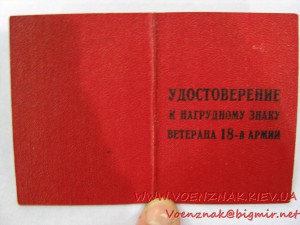 УДОСТОВЕРЕНИЕ
К НАГРУДНОМУ ЗНАКУ
ВЕТЕРАНА 18-й АРМИИ
WWW.VOENZNAK.KIEV.UA
Voenznak@bigmir.net